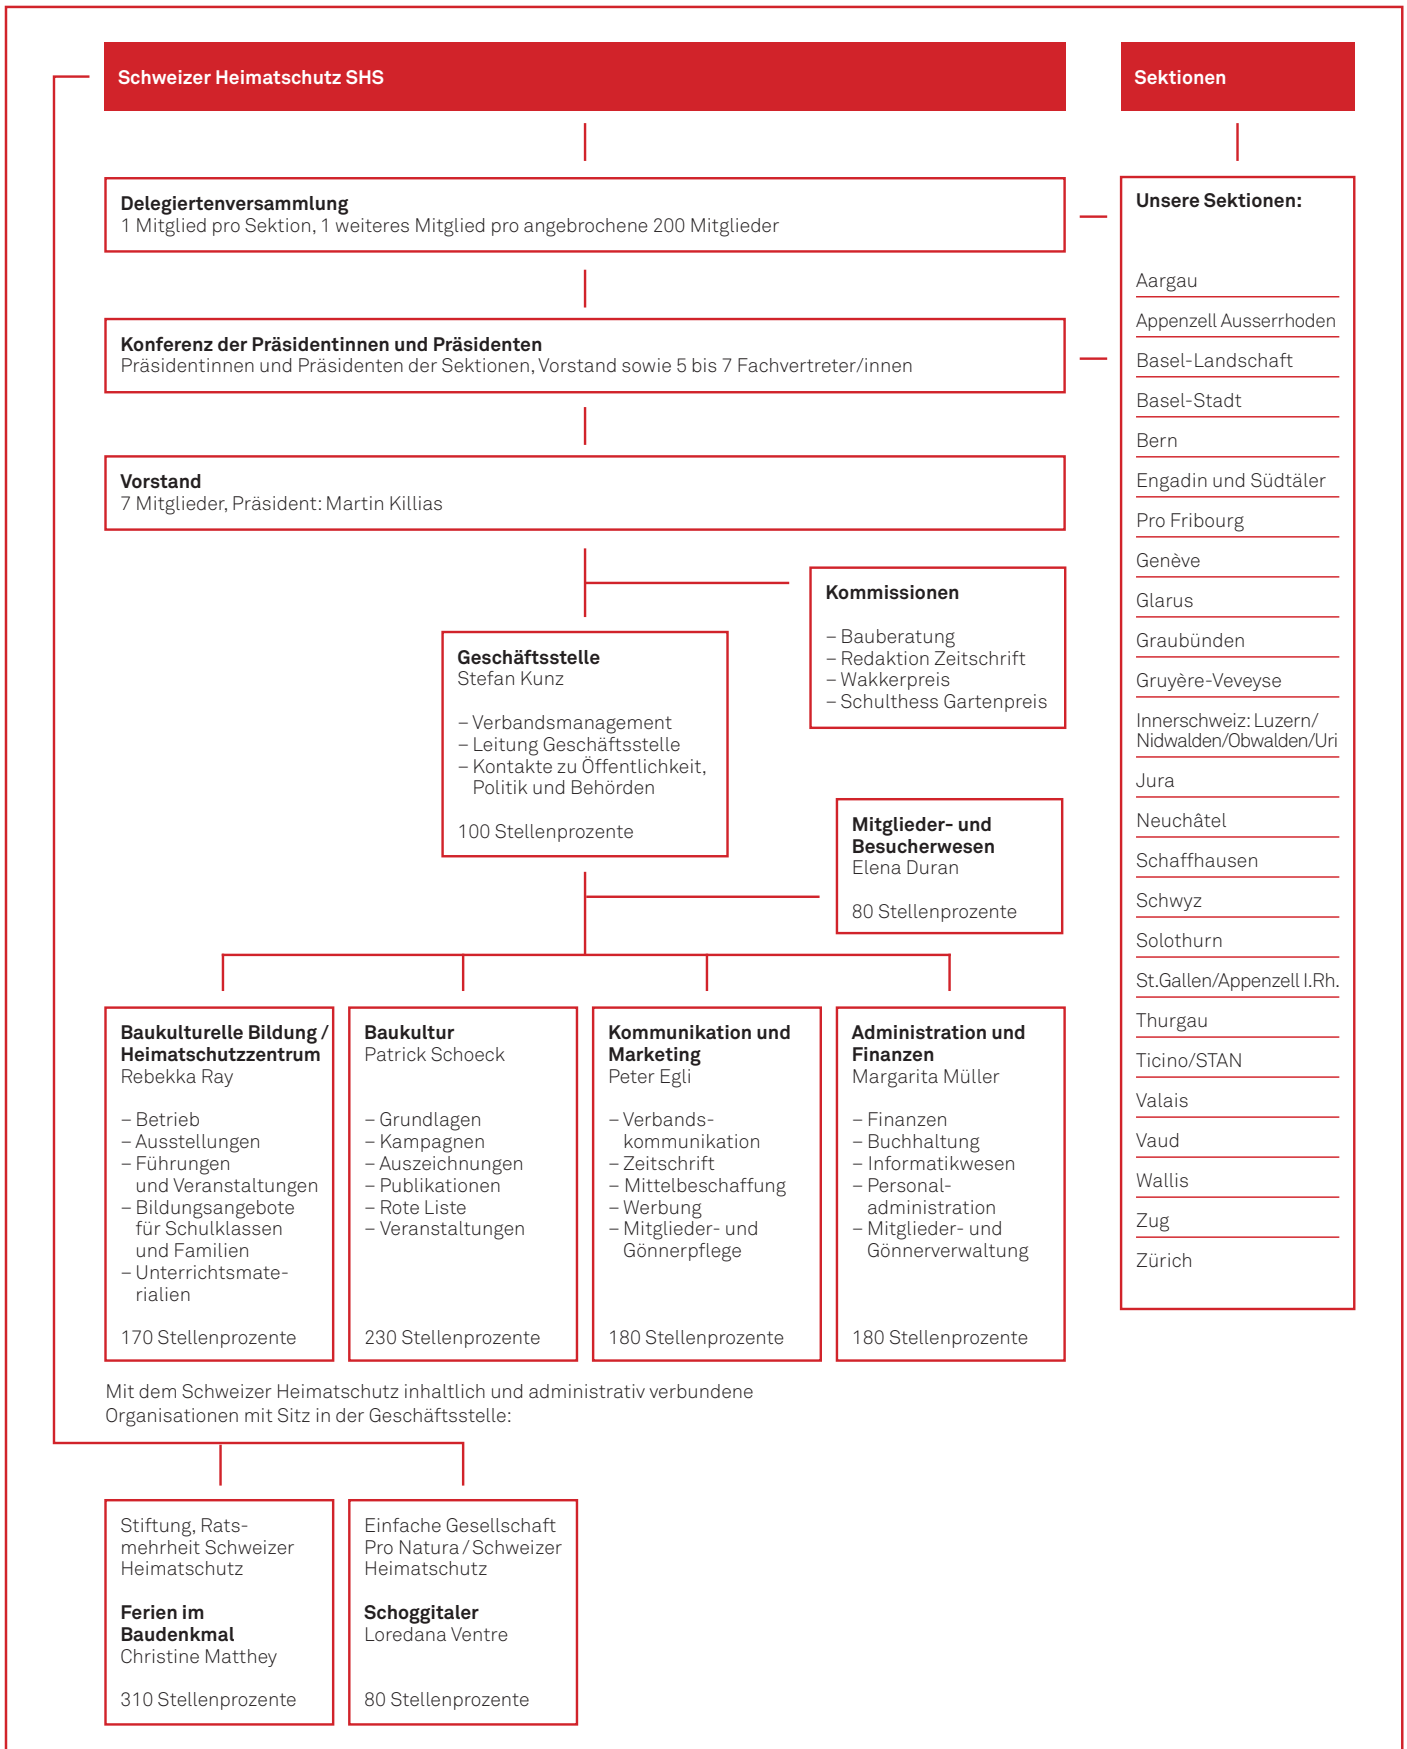 Schweizer Heimatschutz SHS
Delegiertenversammlung
1 Mitglied pro Sektion, 1 weiteres Mitglied pro angebrochene 200 Mitglieder
Konferenz der Präsidentinnen und Präsidenten
Präsidentinnen und Präsidenten der Sektionen, Vorstand sowie 5 bis 7 Fachvertreter/innen
Vorstand
7 Mitglieder, Präsident: Martin Killias
Kommissionen
– Bauberatung
– Redaktion Zeitschrift
– Wakkerpreis
– Schulthess Gartenpreis
Geschäftsstelle
Stefan Kunz
– Verbandsmanagement
– Leitung Geschäftsstelle
– Kontakte zu Öffentlichkeit,
Politik und Behörden
100 Stellenprozente
Mitglieder- und
Besucherwesen
Elena Duran
80 Stellenprozente
Baukulturelle Bildung /
Heimatschutzzentrum
Rebekka Ray
– Betrieb
– Ausstellungen
– Führungen
und Veranstaltungen
– Bildungsangebote
für Schulklassen
und Familien
– Unterrichtsmate-
rialien
170 Stellenprozente
Baukultur
Patrick Schoeck
– Grundlagen
– Kampagnen
– Auszeichnungen
– Publikationen
– Rote Liste
– Veranstaltungen
230 Stellenprozente
Kommunikation und
Marketing
Peter Egli
– Verbands-
kommunikation
– Zeitschrift
– Mittelbeschaffung
– Werbung
– Mitglieder- und
Gönnerpflege
180 Stellenprozente
Administration und
Finanzen
Margarita Müller
– Finanzen
– Buchhaltung
– Informatikwesen
– Personal-
administration
– Mitglieder- und
Gönnerverwaltung
180 Stellenprozente
Mit dem Schweizer Heimatschutz inhaltlich und administrativ verbundene
Organisationen mit Sitz in der Geschäftsstelle:
Stiftung, Rats-
mehrheit Schweizer
Heimatschutz
Ferien im
Baudenkmal
Christine Matthey
310 Stellenprozente
Einfache Gesellschaft
Pro Natura / Schweizer
Heimatschutz
Schoggitaler
Loredana Ventre
80 Stellenprozente
Sektionen
Unsere Sektionen:
Aargau
Appenzell Ausserrhoden
Basel-Landschaft
Basel-Stadt
Bern
Engadin und Südtäler
Pro Fribourg
Genève
Glarus
Graubünden
Gruyère-Veveyse
Innerschweiz: Luzern/
Nidwalden/Obwalden/Uri
Jura
Neuchâtel
Schaffhausen
Schwyz
Solothurn
St.Gallen/Appenzell I.Rh.
Thurgau
Ticino/STAN
Valais
Vaud
Wallis
Zug
Zürich